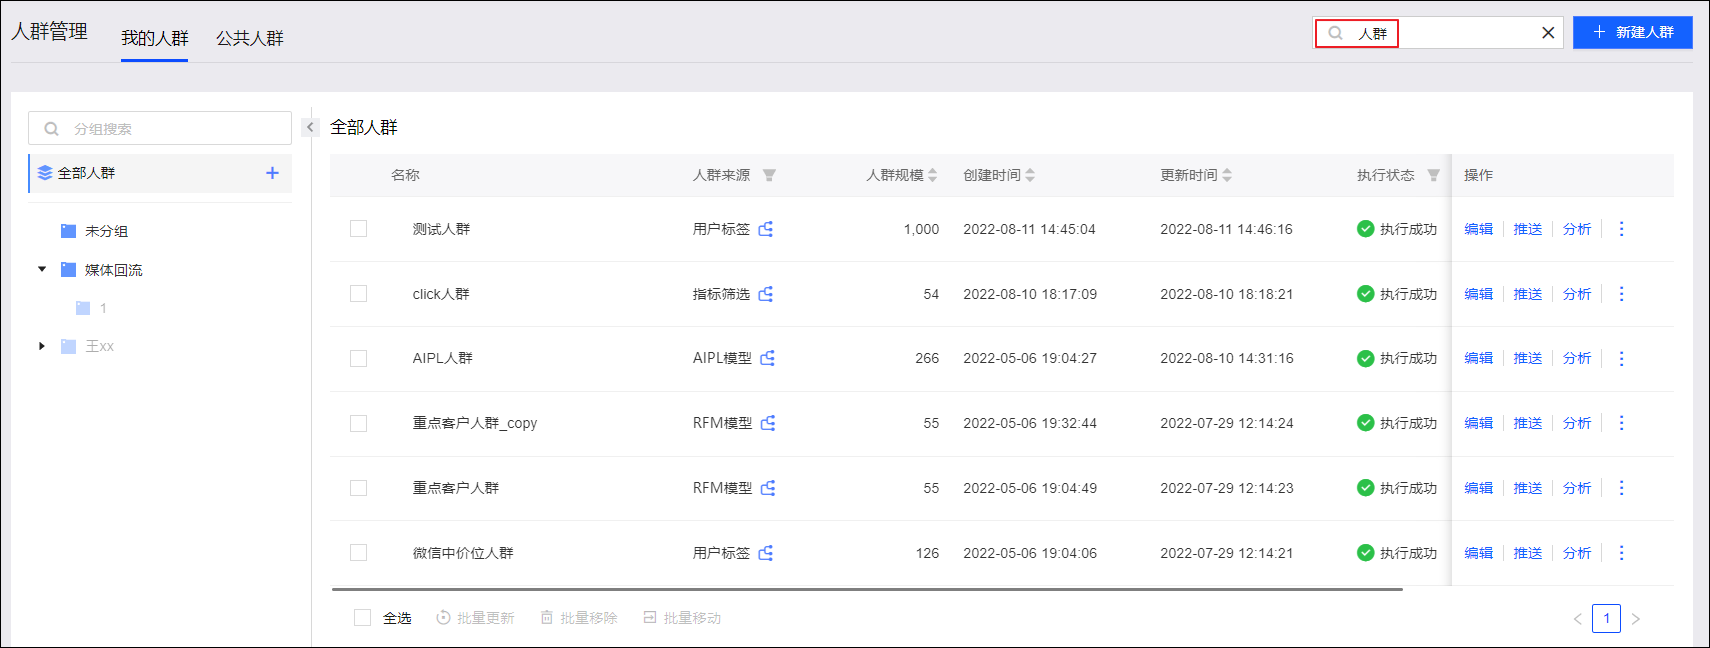 人群管理
我的人群 公共人群
人群
新建人群
分组搜索
全部人群
未分组
媒体回流
1
王xx
全部人群
名称 人群来源 人群规模 创建时间 更新时间 执行状态 操作
测试人群 用户标签 1,000 2022-08-11 14:45:04 2022-08-11 14:46:16 执行成功 编辑 推送 分析
click人群 指标筛选 54 2022-08-10 18:17:09 2022-08-10 18:18:21 执行成功 编辑 推送 分析
AIPL人群 AIPL模型 266 2022-05-06 19:04:27 2022-08-10 14:31:16 执行成功 编辑 推送 分析
重点客户人群_copy RFM模型 55 2022-05-06 19:32:44 2022-07-29 12:14:24 执行成功 编辑 推送 分析
重点客户人群 RFM模型 55 2022-05-06 19:04:49 2022-07-29 12:14:23 执行成功 编辑 推送 分析
微信中价位人群 用户标签 126 2022-05-06 19:04:06 2022-07-29 12:14:21 执行成功 编辑 推送 分析
全选 批量更新 批量移除 批量移动
1